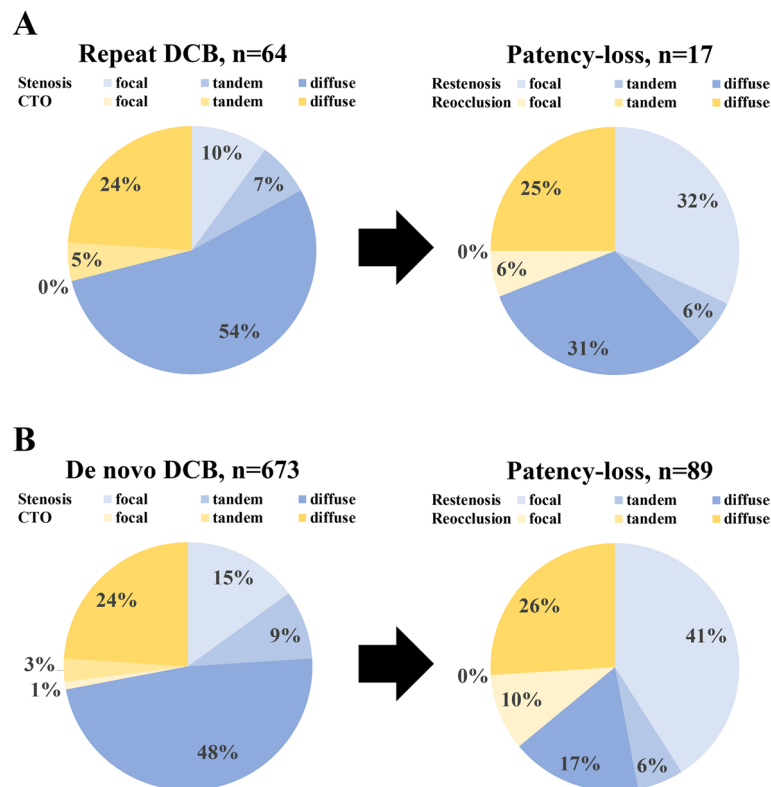 A
Repeat DCB, n=64
Stenosis focal tandem diffuse
CTO focal tandem diffuse
10%
7%
24%
5%
0%
54%
Patency-loss, n=17
Restenosis focal tandem diffuse
Reocclusion focal tandem diffuse
25%
32%
0%
6%
6%
31%
B
De novo DCB, n=673
Stenosis focal tandem diffuse
CTO focal tandem diffuse
15%
24%
9%
3%
1%
48%
Patency-loss, n=89
Restenosis focal tandem diffuse
Reocclusion focal tandem diffuse
26%
41%
0%
10%
17%
6%